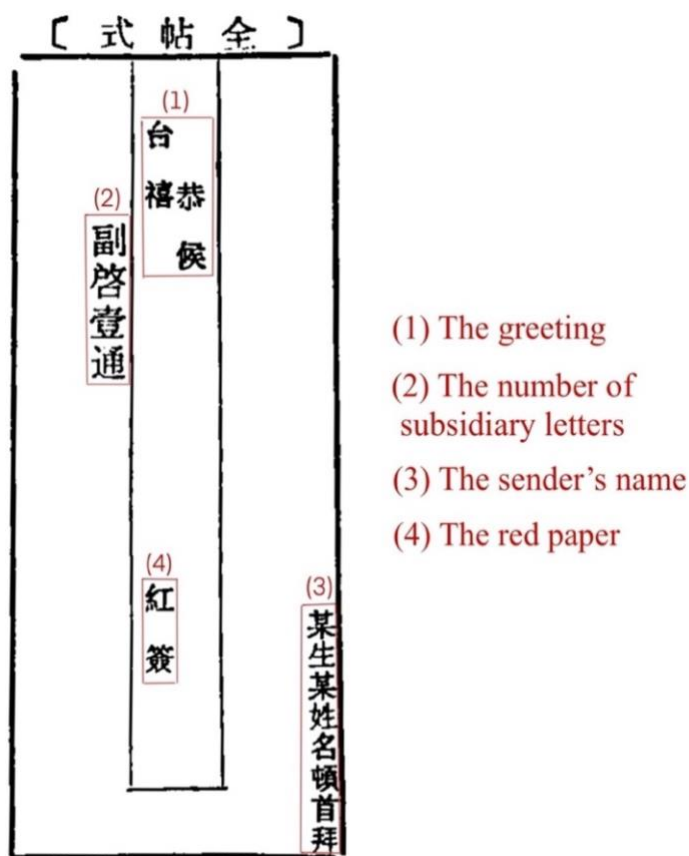 〔全帖式〕
(1)
恭候
台禧
(2)
副啓壹通
(3)
某生某姓名頓首拜
(4)
紅簽
(1) The greeting
(2) The number of
subsidiary letters
(3) The sender’s name
(4) The red paper